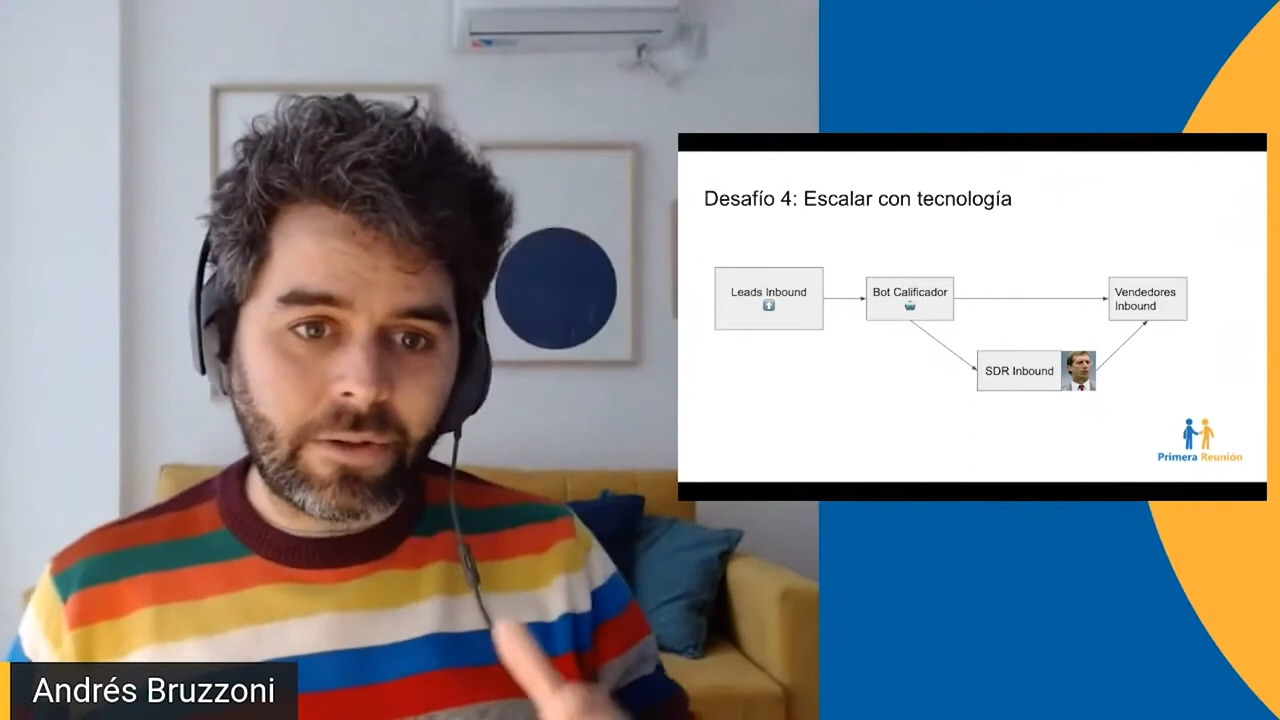 Desafío 4: Escalar con tecnología
Leads Inbound
Bot Calificador
Vendedores
Inbound
SDR Inbound
Primera Reunión
Andrés Bruzzoni